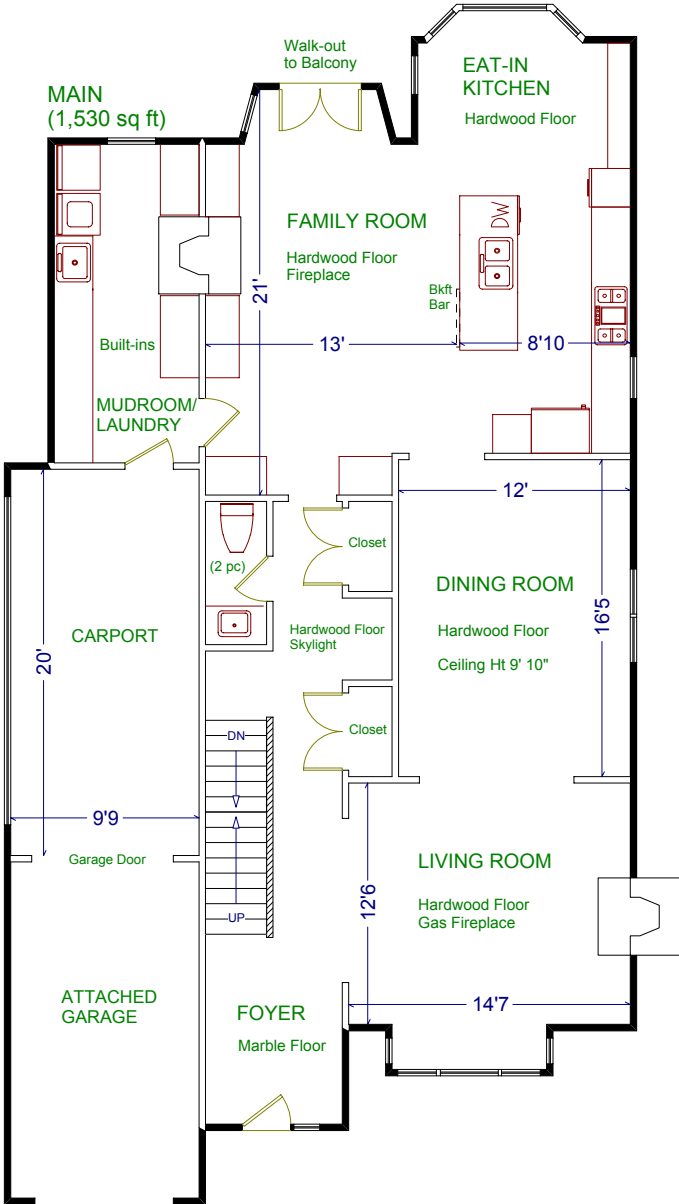 Walk-out
to Balcony
EAT-IN
KITCHEN
Hardwood Floor
MAIN
(1,530 sq ft)
FAMILY ROOM
Hardwood Floor
Fireplace
DW
Bkft
Bar
21'
13'
8'10
Built-ins
MUDROOM/
LAUNDRY
12'
(2 pc)
Closet
DINING ROOM
Hardwood Floor
Ceiling Ht 9' 10"
16'5
Hardwood Floor
Skylight
CARPORT
20'
Closet
DN
9'9
Garage Door
UP
LIVING ROOM
Hardwood Floor
Gas Fireplace
12'6
14'7
ATTACHED
GARAGE
FOYER
Marble Floor